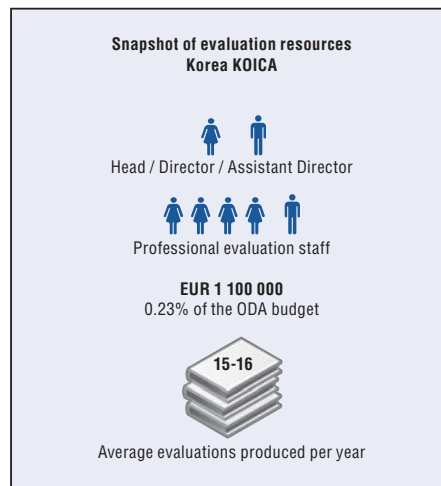 Snapshot of evaluation resources
Korea KOICA
Head / Director / Assistant Director
Professional evaluation staff
EUR 1 100 000
0.23% of the ODA budget
15-16
Average evaluations produced per year